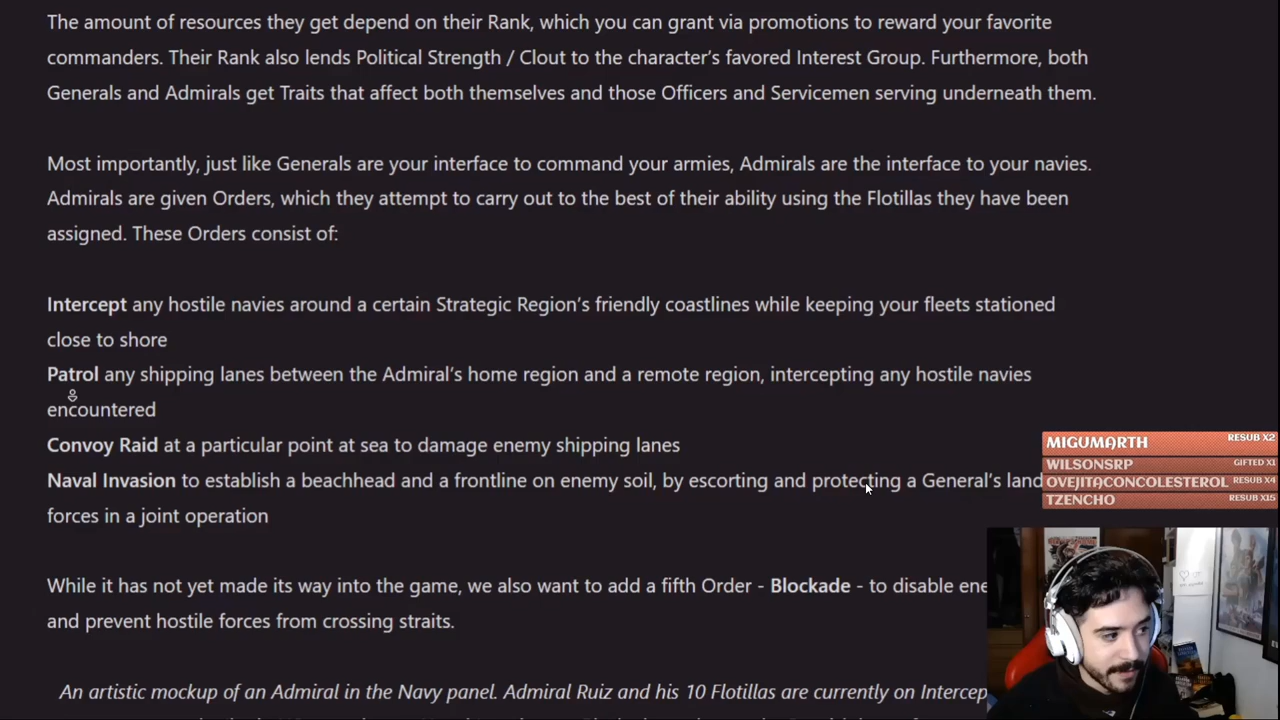 The amount of resources they get depend on their Rank, which you can grant via promotions to reward your favorite
commanders. Their Rank also lends Political Strength / Clout to the character's favored Interest Group. Furthermore, both
Generals and Admirals get Traits that affect both themselves and those Officers and Servicemen serving underneath them.
Most importantly, just like Generals are your interface to command your armies, Admirals are the interface to your navies.
Admirals are given Orders, which they attempt to carry out to the best of their ability using the Flotillas they have been
assigned. These Orders consist of:
Intercept any hostile navies around a certain Strategic Region's friendly coastlines while keeping your fleets stationed
close to shore
Patrol any shipping lanes between the Admiral's home region and a remote region, intercepting any hostile navies
encountered
Convoy Raid at a particular point at sea to damage enemy shipping lanes
Naval Invasion to establish a beachhead and a frontline on enemy soil, by escorting and protecting a General's land
forces in a joint operation
While it has not yet made its way into the game, we also want to add a fifth Order - Blockade - to disable
and prevent hostile forces from crossing straits.
An artistic mockup of an Admiral in the Navy panel. Admiral Ruiz and his 10 Flotillas are currently on
MIGUMARTH RESUB X2
WILSONSRP GIFTED X1
OVEJITACONCOLESTEROL RESUB X4
TZENCHO RESUB X15